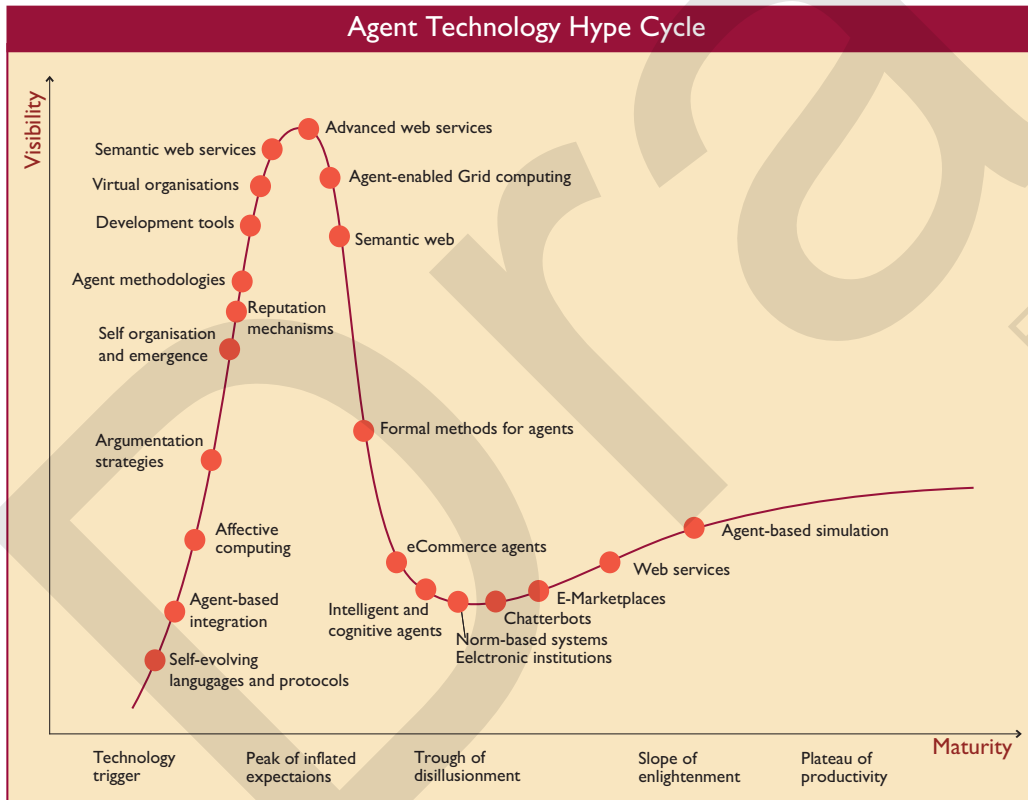 Agent Technology Hype Cycle
Visibility
Advanced web services
Semantic web services
Agent-enabled Grid computing
Virtual organisations
Development tools
Semantic web
Agent methodologies
Reputation
mechanisms
Self organisation
and emergence
Formal methods for agents
Argumentation
strategies
Affective
computing
eCommerce agents
Agent-based simulation
Web services
Agent-based
integration
E-Marketplaces
Intelligent and
cognitive agents
Chatterbots
Norm-based systems
Eelctronic institutions
Self-evolving
langugages and protocols
Maturity
Technology
trigger
Peak of inflated
expectaions
Trough of
disillusionment
Slope of
enlightenment
Plateau of
productivity
Dra